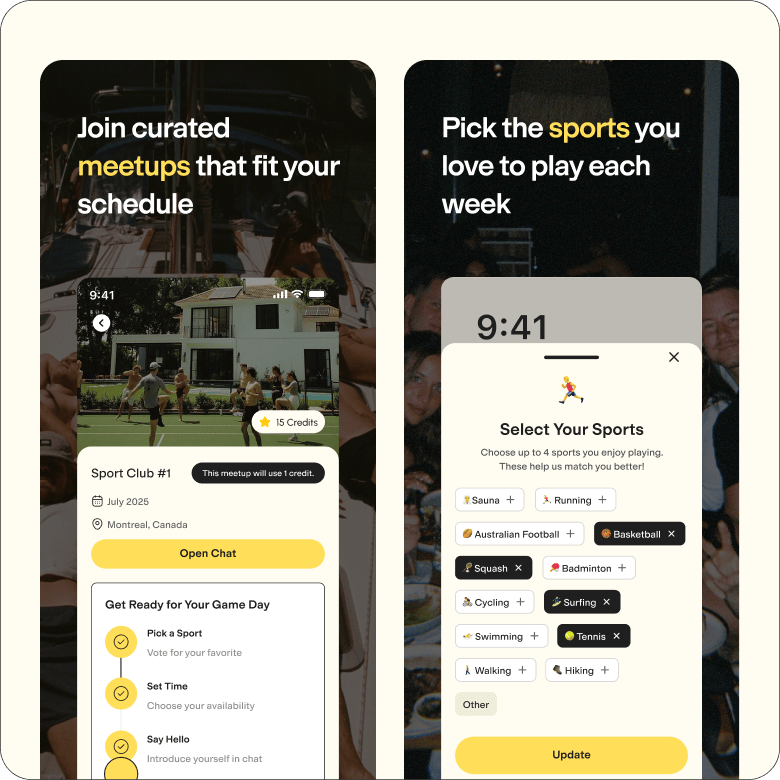 Join curated
meetups that fit your
schedule
9:41
15 Credits
Sport Club #1
This meetup will use 1 credit.
July 2025
Montreal, Canada
Open Chat
Get Ready for Your Game Day
Pick a Sport
Vote for your favorite
Set Time
Choose your availability
Say Hello
Introduce yourself in chat
Pick the sports you
love to play each
week
9:41
Select Your Sports
Choose up to 4 sports you enjoy playing.
These help us match you better!
Sauna + Running +
Australian Football + Basketball ×
Squash × Badminton +
Cycling + Surfing ×
Swimming + Tennis ×
Walking + Hiking +
Other
Update